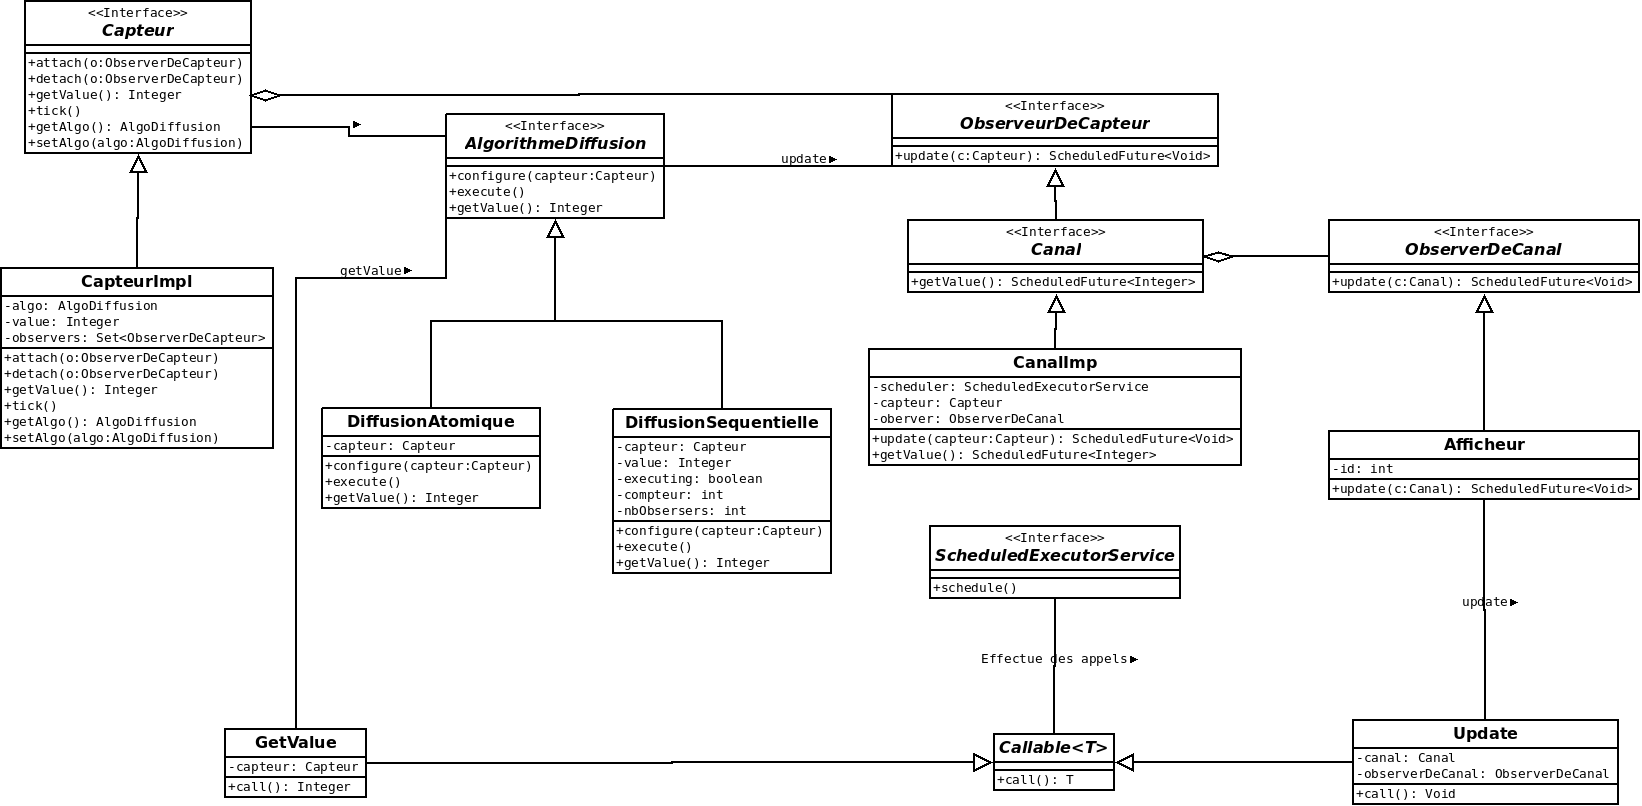 <<Interface>>
Capteur
+attach(o:ObserverDeCapteur)
+detach(o:ObserverDeCapteur)
+getValue(): Integer
+tick()
+getAlgo(): AlgoDiffusion
+setAlgo(algo:AlgoDiffusion)
<<Interface>>
AlgorithmeDiffusion
+configure(capteur:Capteur)
+execute()
+getValue(): Integer
update
<<Interface>>
ObserveurDeCapteur
+update(c:Capteur): ScheduledFuture<Void>
<<Interface>>
Canal
+getValue(): ScheduledFuture<Integer>
<<Interface>>
ObserverDeCanal
+update(c:Canal): ScheduledFuture<Void>
getValue
CapteurImpl
-algo: AlgoDiffusion
-value: Integer
-observers: Set<ObserverDeCapteur>
+attach(o:ObserverDeCapteur)
+detach(o:ObserverDeCapteur)
+getValue(): Integer
+tick()
+getAlgo(): AlgoDiffusion
+setAlgo(algo:AlgoDiffusion)
DiffusionAtomique
-capteur: Capteur
+configure(capteur:Capteur)
+execute()
+getValue(): Integer
DiffusionSequentielle
-capteur: Capteur
-value: Integer
-executing: boolean
-compteur: int
-nbObsersers: int
+configure(capteur:Capteur)
+execute()
+getValue(): Integer
CanalImp
-scheduler: ScheduledExecutorService
-capteur: Capteur
-oberver: ObserverDeCanal
+update(capteur:Capteur): ScheduledFuture<Void>
+getValue(): ScheduledFuture<Integer>
Afficheur
-id: int
+update(c:Canal): ScheduledFuture<Void>
<<Interface>>
ScheduledExecutorService
+schedule()
update
Effectue des appels
GetValue
-capteur: Capteur
+call(): Integer
Callable<T>
+call(): T
Update
-canal: Canal
-observerDeCanal: ObserverDeCanal
+call(): Void